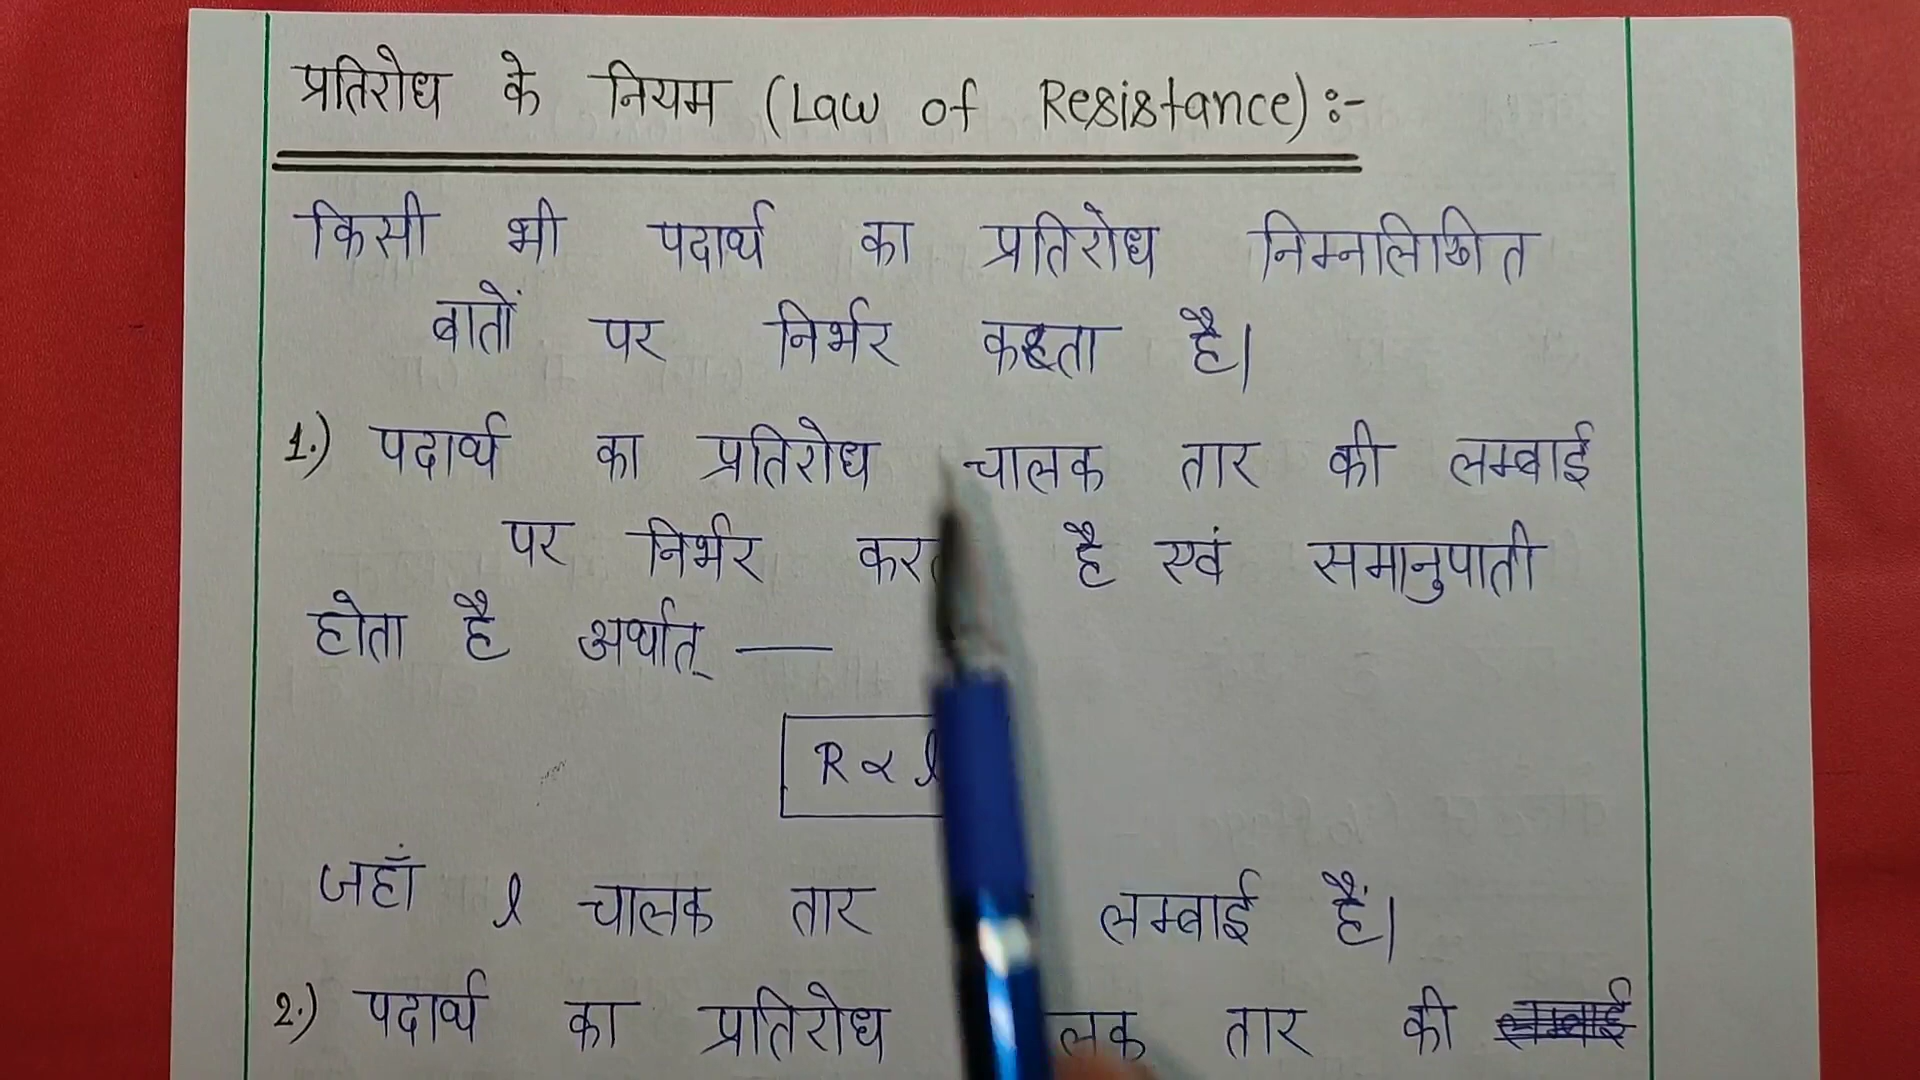 प्रतिरोध के नियम (Law of Resistance):-
किसी भी पदार्थ का प्रतिरोध निम्नलिखित
बातों पर निर्भर करता है।
1.) पदार्थ का प्रतिरोध चालक तार की लम्बाई
पर निर्भर है एवं समानुपाती
होता है अर्थात् —
R ∝ l
जहाँ l चालक तार लम्बाई हैं।
2.) पदार्थ का प्रतिरोध तार की